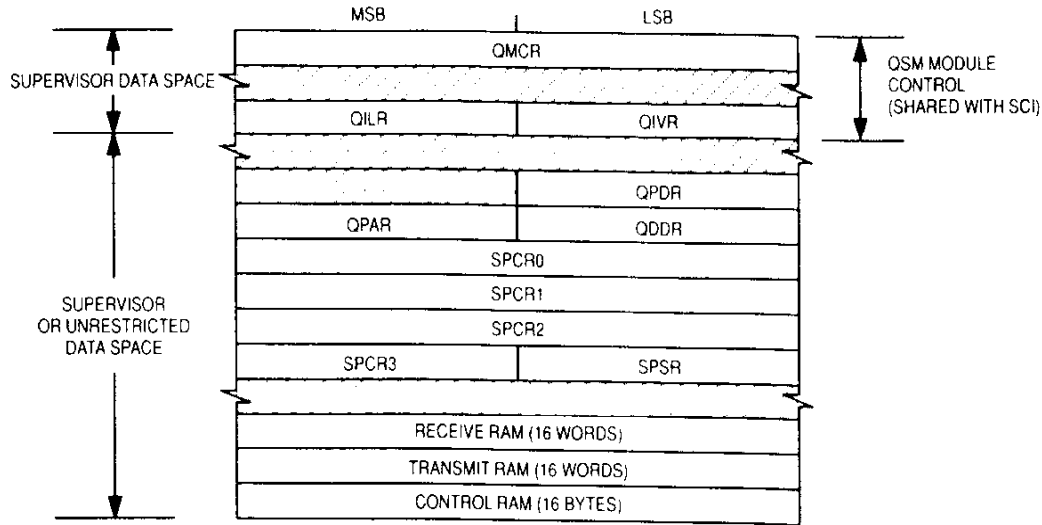 MSB LSB
SUPERVISOR DATA SPACE
QMCR
QILR QIVR
QSM MODULE
CONTROL
(SHARED WITH SCI)
SUPERVISOR
OR UNRESTRICTED
DATA SPACE
QPDR
QPAR QDDR
SPCR0
SPCR1
SPCR2
SPCR3 SPSR
RECEIVE RAM (16 WORDS)
TRANSMIT RAM (16 WORDS)
CONTROL RAM (16 BYTES)